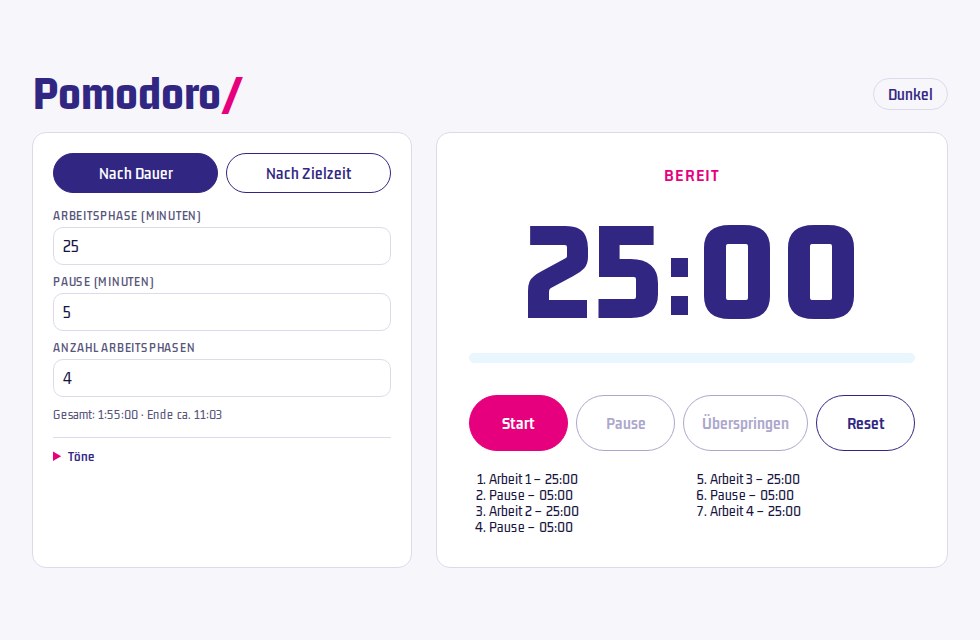 Pomodoro/
Dunkel
Nach Dauer
Nach Zielzeit
ARBEITSPHASE (MINUTEN)
25
PAUSE (MINUTEN)
5
ANZAHL ARBEITSPHASEN
4
Gesamt: 1:55:00 · Ende ca. 11:03
Töne
BEREIT
25:00
Start
Pause
Überspringen
Reset
1. Arbeit 1 – 25:00
2. Pause – 05:00
3. Arbeit 2 – 25:00
4. Pause – 05:00
5. Arbeit 3 – 25:00
6. Pause – 05:00
7. Arbeit 4 – 25:00